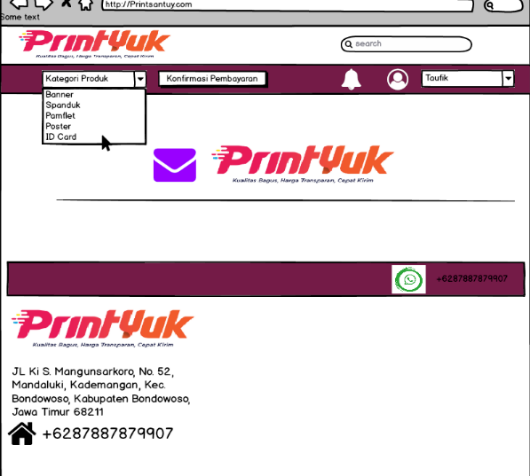 http://Printsantuy.com
Some text
PrintYuk
Kualitas Bagus, Harga Transparan, Cepat Kirim
search
Kategori Produk
Konfirmasi Pembayaran
Taufik
Banner
Spanduk
Pamflet
Poster
ID Card
PrintYuk
Kualitas Bagus, Harga Transparan, Cepat Kirim
+6287887879907
PrintYuk
Kualitas Bagus, Harga Transparan, Cepat Kirim
JL Ki S. Mangunsarkoro, No. 52,
Mandaluki, Kademangan, Kec.
Bondowoso, Kabupaten Bondowoso,
Jawa Timur 68211
+6287887879907